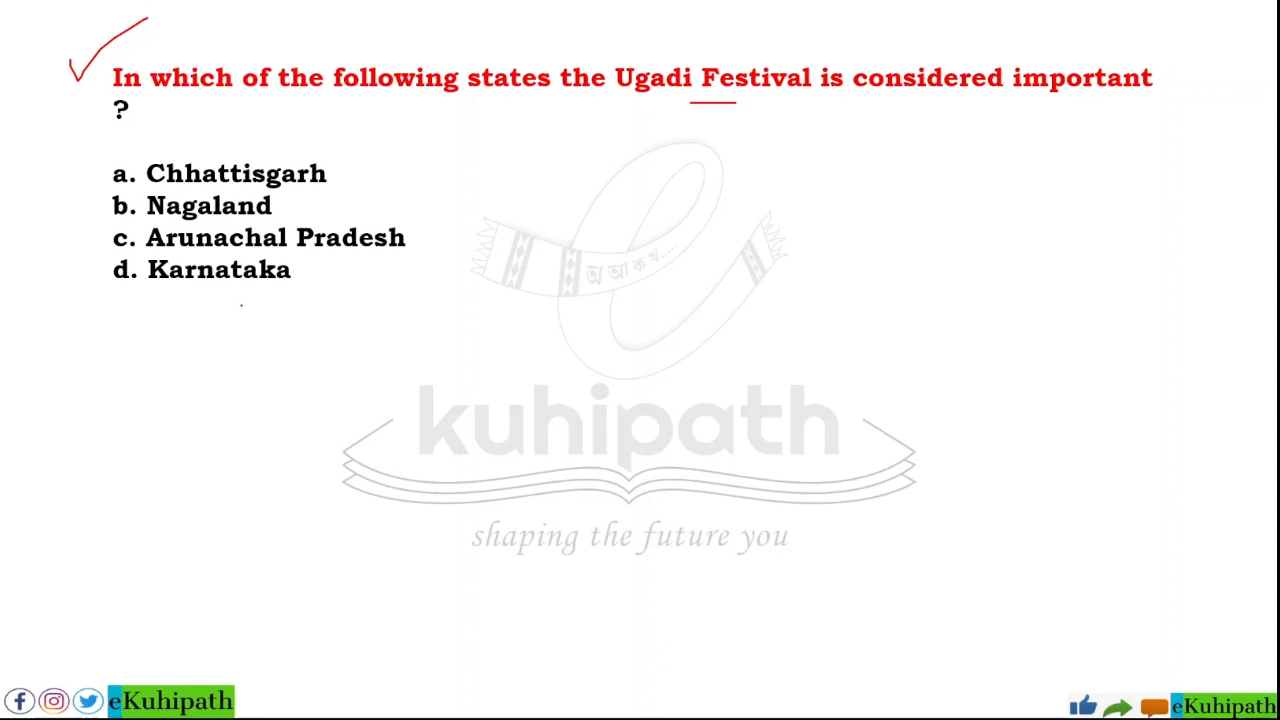 In which of the following states the Ugadi Festival is considered important
?
a. Chhattisgarh
b. Nagaland
c. Arunachal Pradesh
d. Karnataka
অ আ ক খ.....
kuhipath
shaping the future you
eKuhipath
eKuhipath